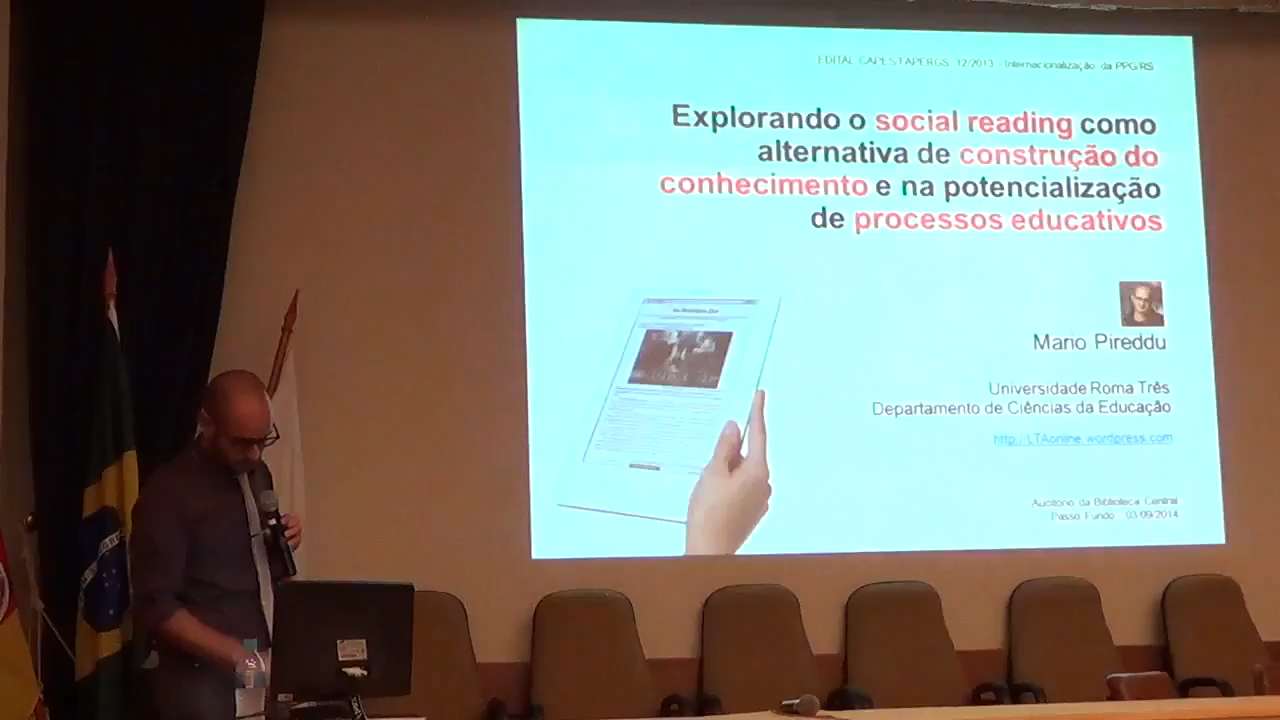 EDITAL CAPES FAPERGS 12/2013 - Internacionalização da PPG/RS
Explorando o social reading como
alternativa de construção do
conhecimento e na potencialização
de processos educativos
Mario Pireddu
Universidade Roma Três
Departamento de Ciências da Educação
http://LTAonline.wordpress.com
Auditório da Biblioteca Central
Passo Fundo 03/09/2014